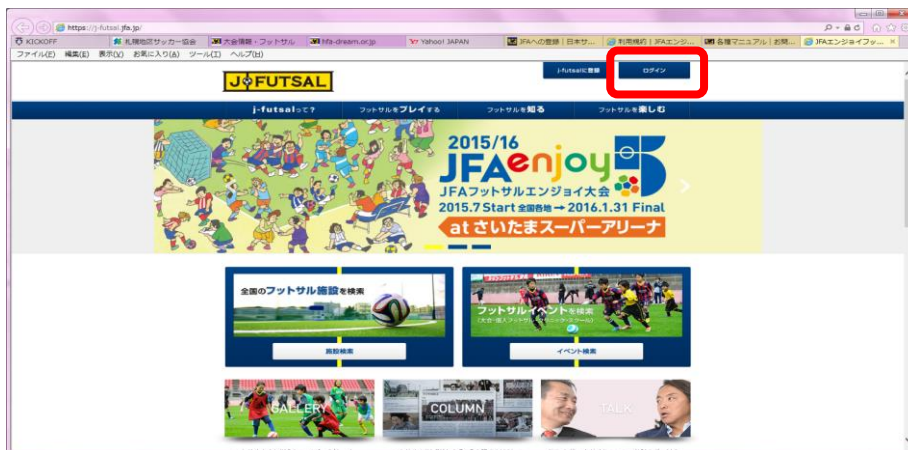 https://j-futsal.jfa.jp/
KICKOFF 札幌地区サッカー協会 大会情報・フットサル hfa-dream.or.jp Yahoo! JAPAN JFAへの登録｜日本サ... 利用規約｜JFAエンジ... 各種マニュアル｜お問... JFAエンジョイフッ...
ファイル(F) 編集(E) 表示(V) お気に入り(A) ツール(T) ヘルプ(H)
J FUTSAL
j-futsalに登録 ログイン
j-futsalって？ フットサルをプレイする フットサルを知る フットサルを楽しむ
2015/16
JFAenjoy5
JFAフットサルエンジョイ大会
2015.7 Start 全国各地 → 2016.1.31 Final
at さいたまスーパーアリーナ
全国のフットサル施設を検索
フットサルイベントを検索
施設検索
イベント検索
GALLERY
COLUMN
TALK